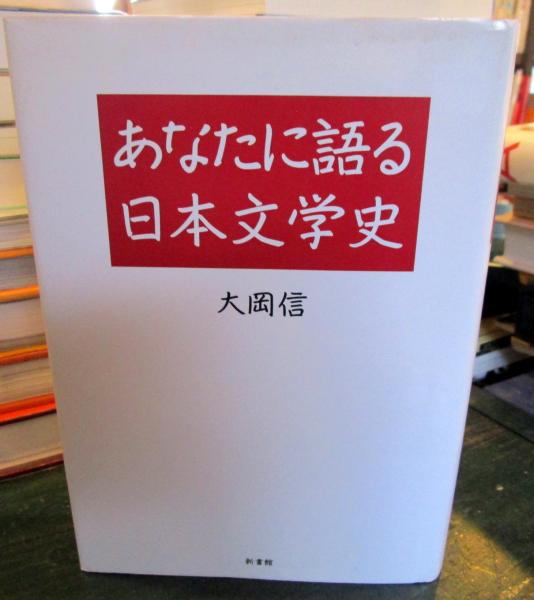 あなたに語る
日本文学史
大岡信
新書館